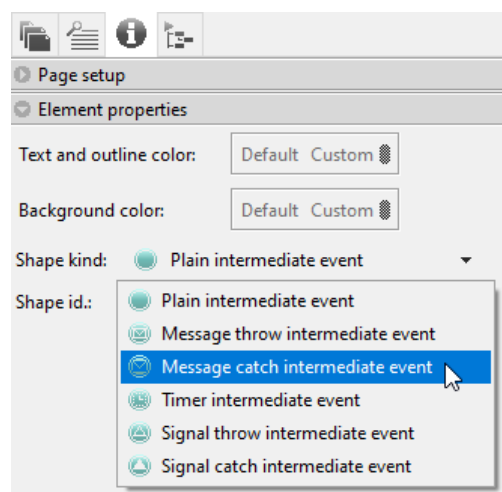 Page setup
Element properties
Text and outline color: Default Custom
Background color: Default Custom
Shape kind: Plain intermediate event
Shape id.: Plain intermediate event
Message throw intermediate event
Message catch intermediate event
Timer intermediate event
Signal throw intermediate event
Signal catch intermediate event